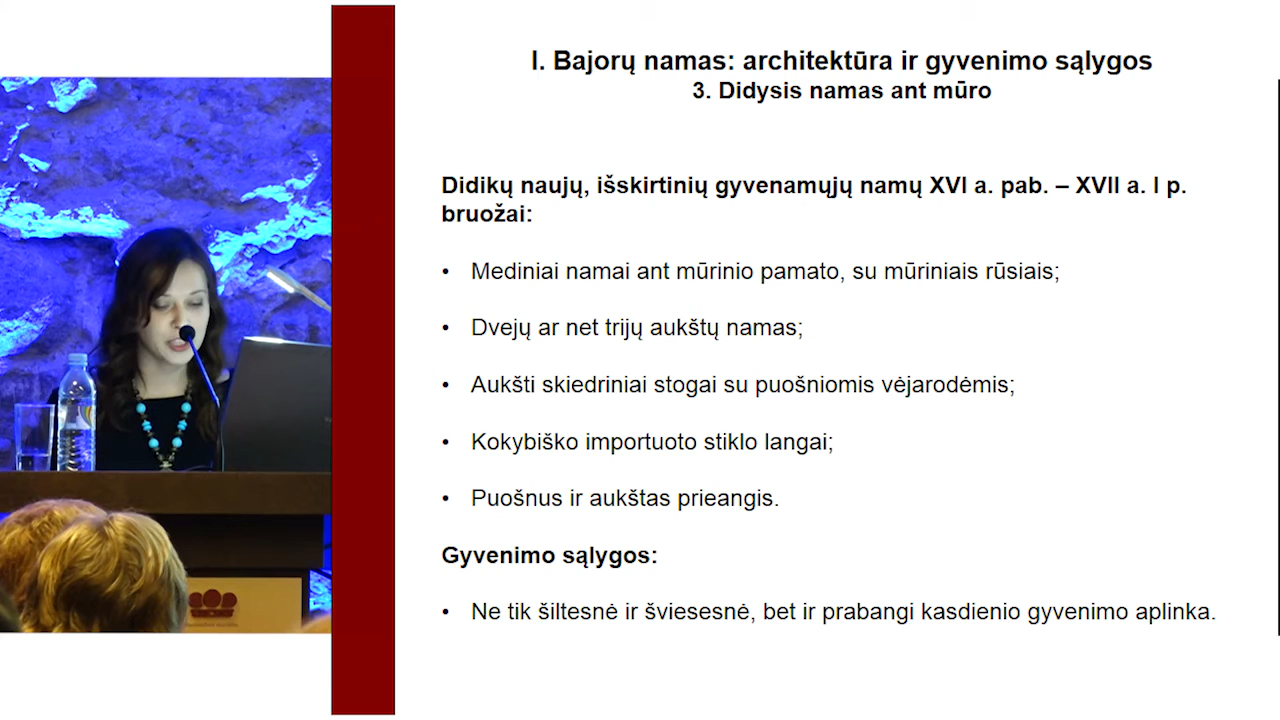 I. Bajorų namas: architektūra ir gyvenimo sąlygos
3. Didysis namas ant mūro
Didikų naujų, išskirtinių gyvenamųjų namų XVI a. pab. – XVII a. I p.
bruožai:
• Mediniai namai ant mūrinio pamato, su mūriniais rūsiais;
• Dvejų ar net trijų aukštų namas;
• Aukšti skiedriniai stogai su puošniomis vėjarodėmis;
• Kokybiško importuoto stiklo langai;
• Puošnus ir aukštas prieangis.
Gyvenimo sąlygos:
• Ne tik šiltesnė ir šviesesnė, bet ir prabangi kasdienio gyvenimo aplinka.